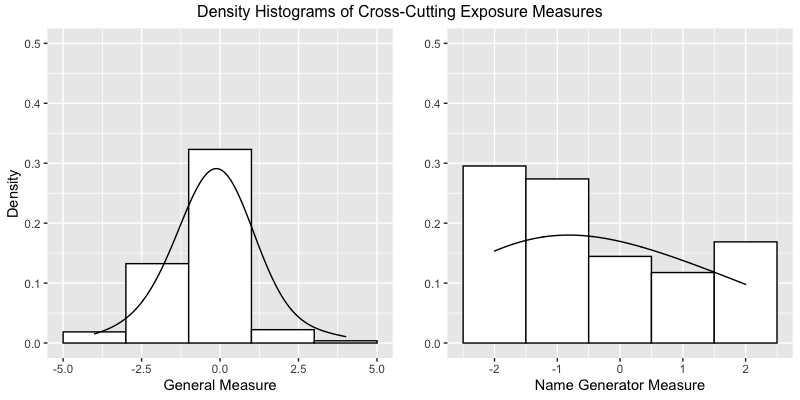 Density Histograms of Cross-Cutting Exposure Measures
Density
0.5
0.4
0.3
0.2
0.1
0.0
-5.0 -2.5 0.0 2.5 5.0
General Measure
0.5
0.4
0.3
0.2
0.1
0.0
-2 -1 0 1 2
Name Generator Measure